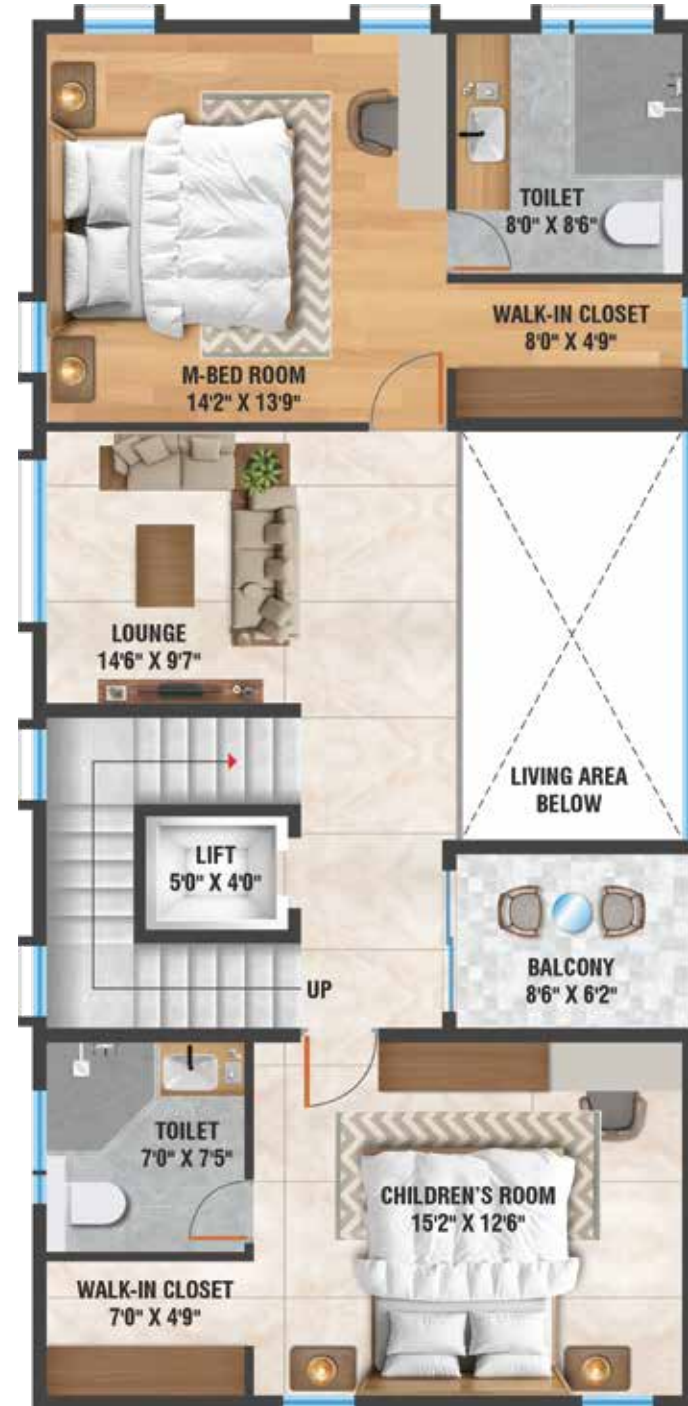 TOILET
8'0" X 8'6"
WALK-IN CLOSET
8'0" X 4'9"
M-BED ROOM
14'2" X 13'9"
LOUNGE
14'6" X 9'7"
LIVING AREA
BELOW
LIFT
5'0" X 4'0"
UP
BALCONY
8'6" X 6'2"
TOILET
7'0" X 7'5"
CHILDREN'S ROOM
15'2" X 12'6"
WALK-IN CLOSET
7'0" X 4'9"